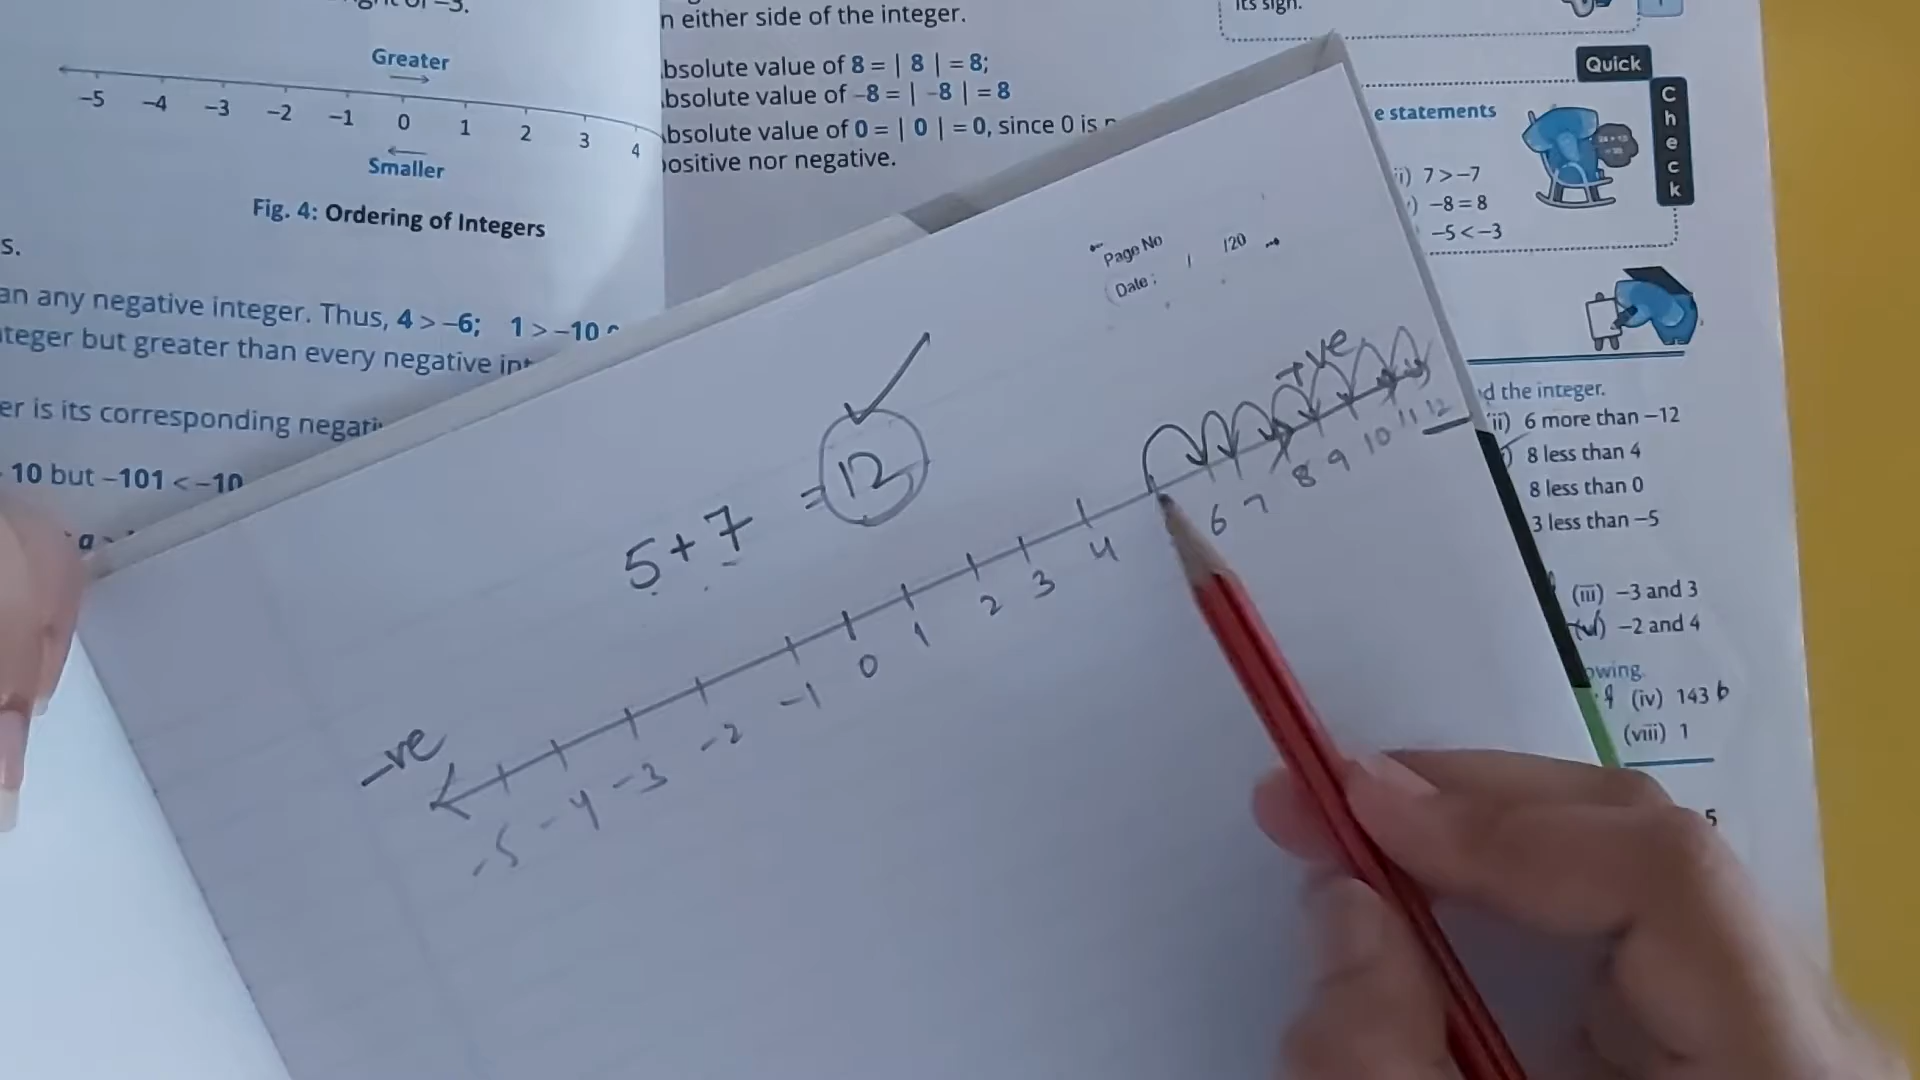 of −3.
Greater
−5 −4 −3 −2 −1 0 1 2 3 4
Smaller
Fig. 4: Ordering of Integers
s.
an any negative integer. Thus, 4 > −6; 1 > −10
teger but greater than every negative
er is its corresponding
10 but −101 < −10
a
n either side of the integer.
bsolute value of 8 = | 8 | = 8;
bsolute value of −8 = | −8 | = 8
bsolute value of 0 = | 0 | = 0, since 0 is
ositive nor negative.
its sign.
Quick
Check
e statements
i) 7 > −7
) −8 = 8
−5 < −3
d the integer.
ii) 6 more than −12
) 8 less than 4
8 less than 0
3 less than −5
(iii) −3 and 3
−2 and 4
owing.
(iv) 143
(viii) 1
5
Page No
Date:
120
5 + 7 = 12
+ve
−ve
−5 −4 −3 −2 −1 0 1 2 3 4 6 7 8 9 10 11 12